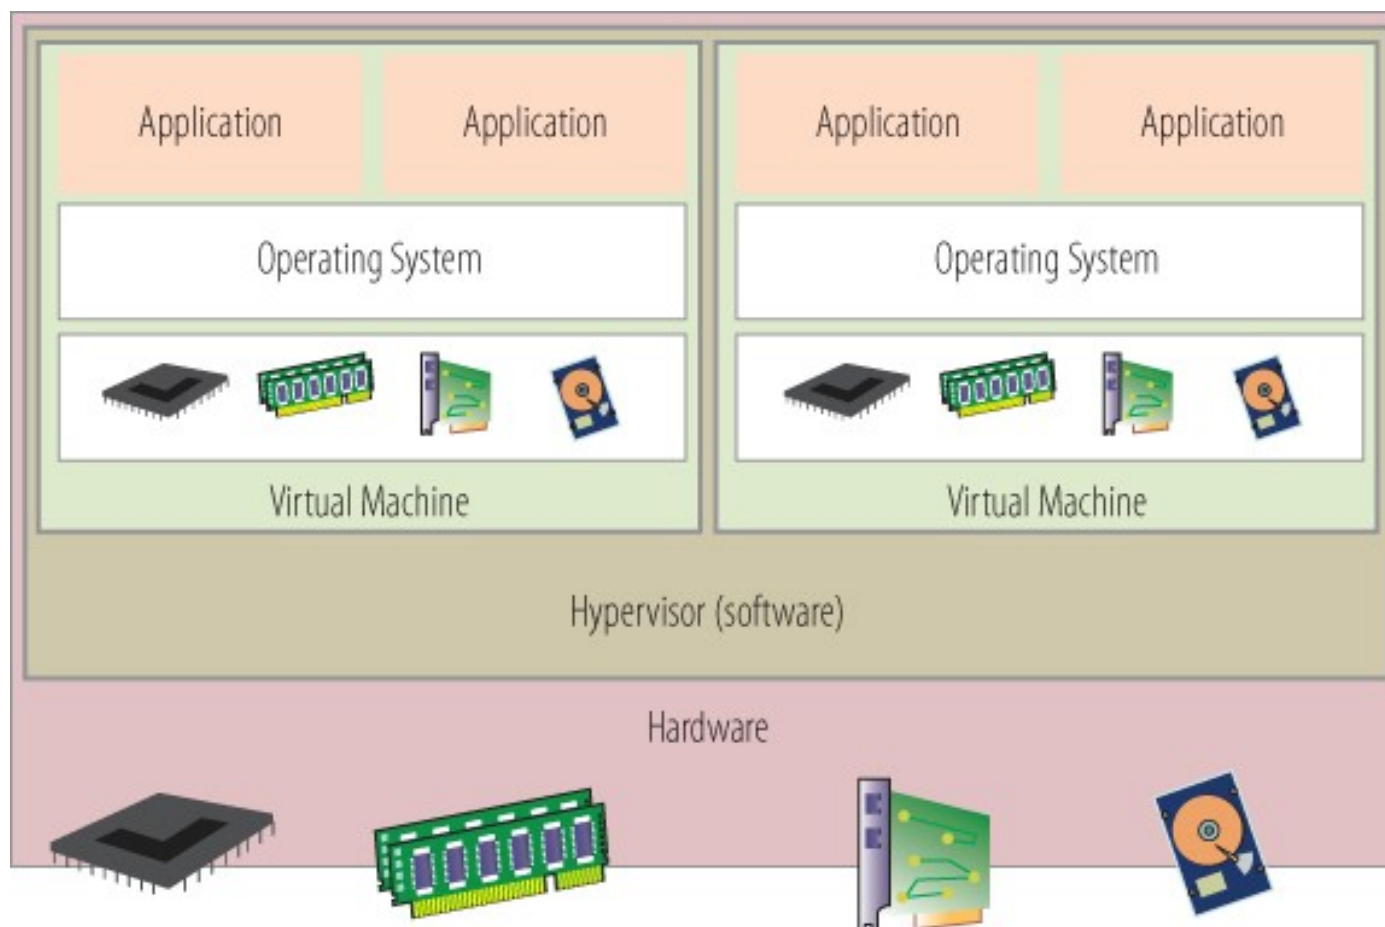 Application
Application
Application
Application
Operating System
Operating System
Virtual Machine
Virtual Machine
Hypervisor (software)
Hardware